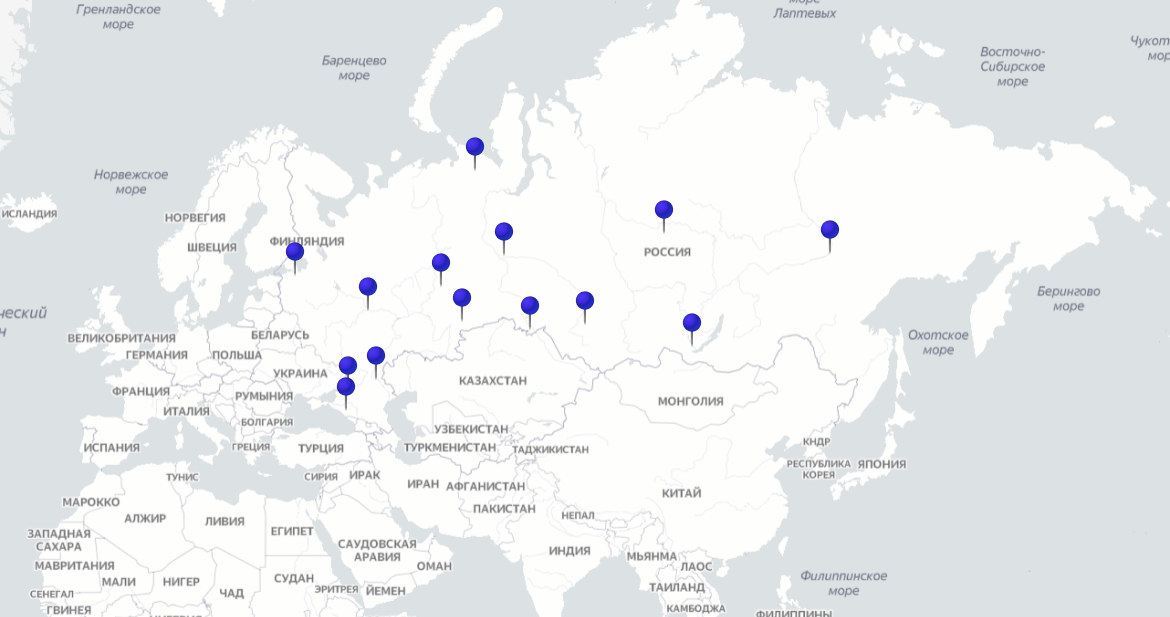 Гренландское
море
море
Лаптевых
Восточно-
Сибирское
море
Баренцево
море
Норвежское
море
ИСЛАНДИЯ
НОРВЕГИЯ
ШВЕЦИЯ
ФИНЛЯНДИЯ
РОССИЯ
Берингово
море
Охотское
море
ВЕЛИКОБРИТАНИЯ
БЕЛАРУСЬ
ГЕРМАНИЯ
ПОЛЬША
УКРАИНА
КАЗАХСТАН
ФРАНЦИЯ
РУМЫНИЯ
МОНГОЛИЯ
ИТАЛИЯ
БОЛГАРИЯ
УЗБЕКИСТАН
ИСПАНИЯ
ГРЕЦИЯ
ТУРЦИЯ
ТУРКМЕНИСТАН
ТАДЖИКИСТАН
КНДР
РЕСПУБЛИКА
КОРЕЯ
ЯПОНИЯ
ТУНИС
СИРИЯ
ИРАК
ИРАН
АФГАНИСТАН
КИТАЙ
МАРОККО
ПАКИСТАН
АЛЖИР
ЛИВИЯ
ЕГИПЕТ
НЕПАЛ
ЗАПАДНАЯ
САХАРА
САУДОВСКАЯ
АРАВИЯ
ИНДИЯ
МЬЯНМА
МАВРИТАНИЯ
ОМАН
ЛАОС
МАЛИ
НИГЕР
ЧАД
СУДАН
ЭРИТРЕЯ
ЙЕМЕН
ТАИЛАНД
Филиппинское
море
СЕНЕГАЛ
ГВИНЕЯ
КАМБОДЖА
ФИЛИППИНЫ